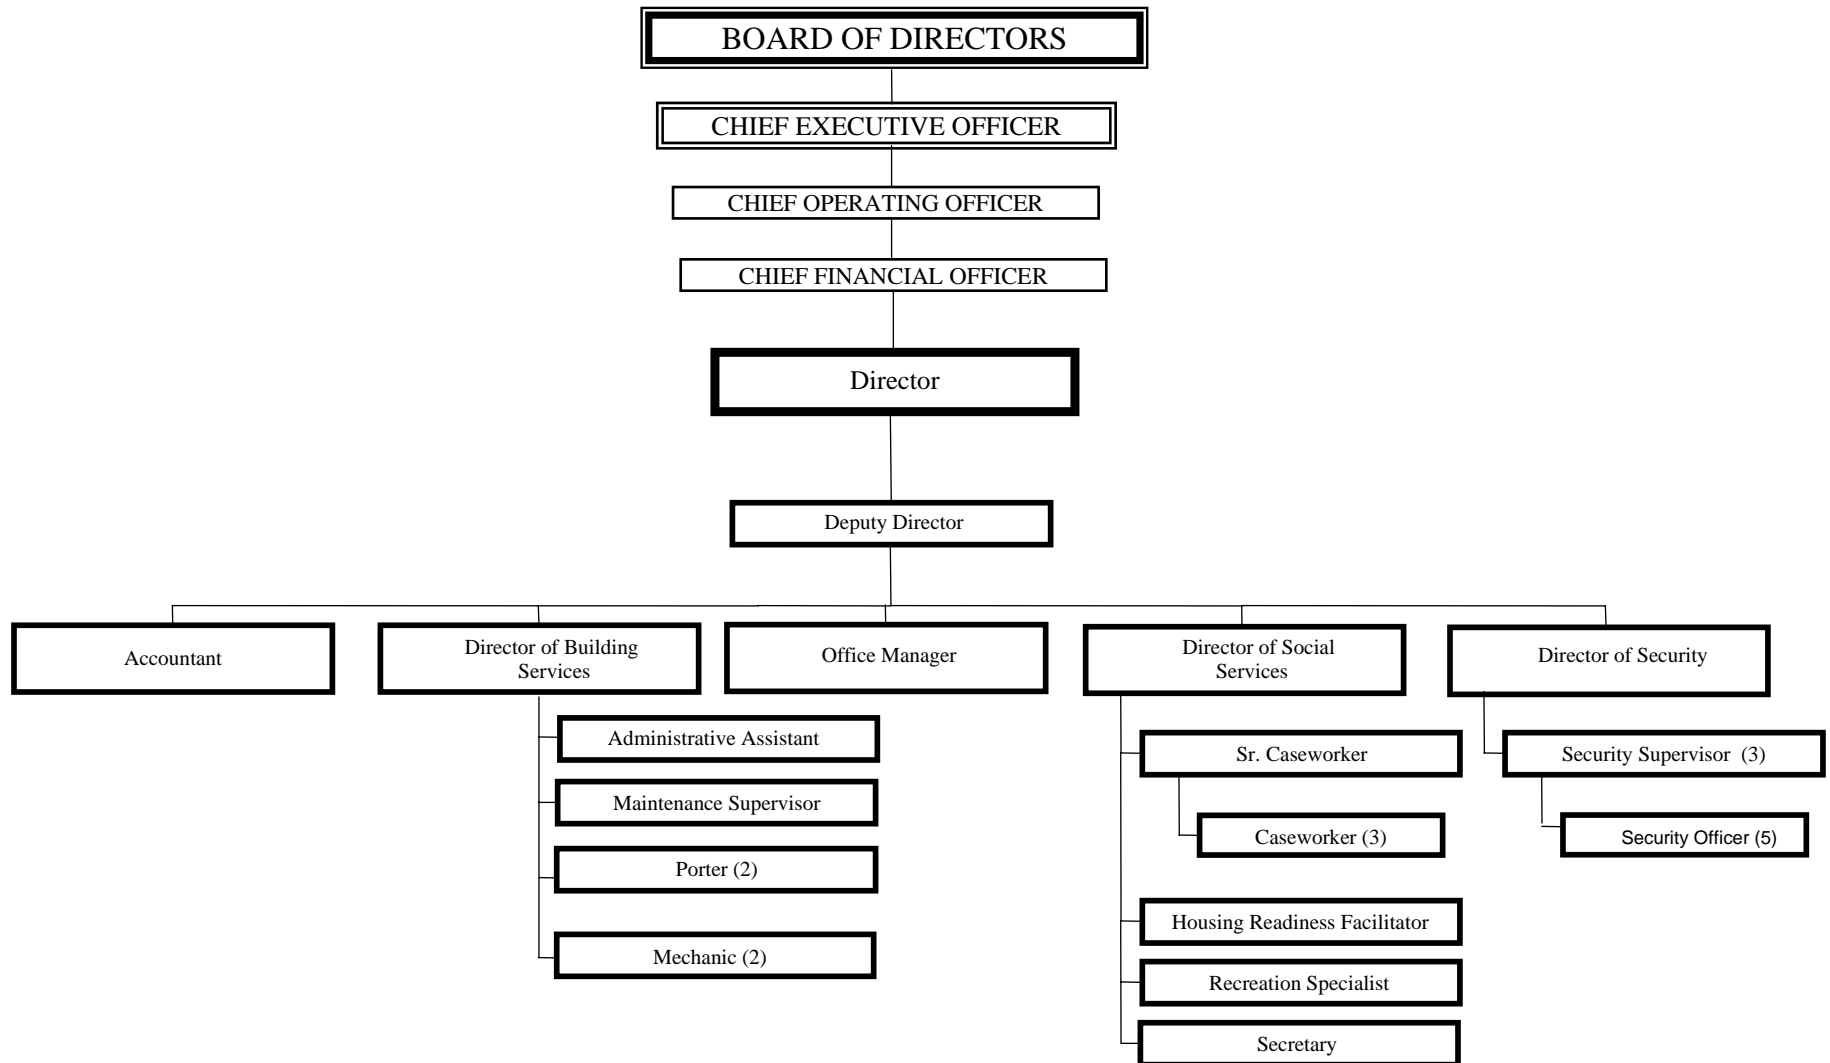 BOARD OF DIRECTORS
CHIEF EXECUTIVE OFFICER
CHIEF OPERATING OFFICER
CHIEF FINANCIAL OFFICER
Director
Deputy Director
Accountant
Director of Building
Services
Office Manager
Director of Social
Services
Director of Security
Administrative Assistant
Maintenance Supervisor
Porter (2)
Mechanic (2)
Sr. Caseworker
Caseworker (3)
Housing Readiness Facilitator
Recreation Specialist
Secretary
Security Supervisor (3)
Security Officer (5)